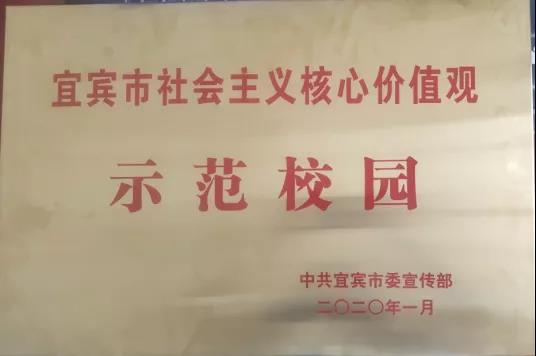 宜宾市社会主义核心价值观
示范校园
中共宜宾市委宣传部
二〇二〇年一月